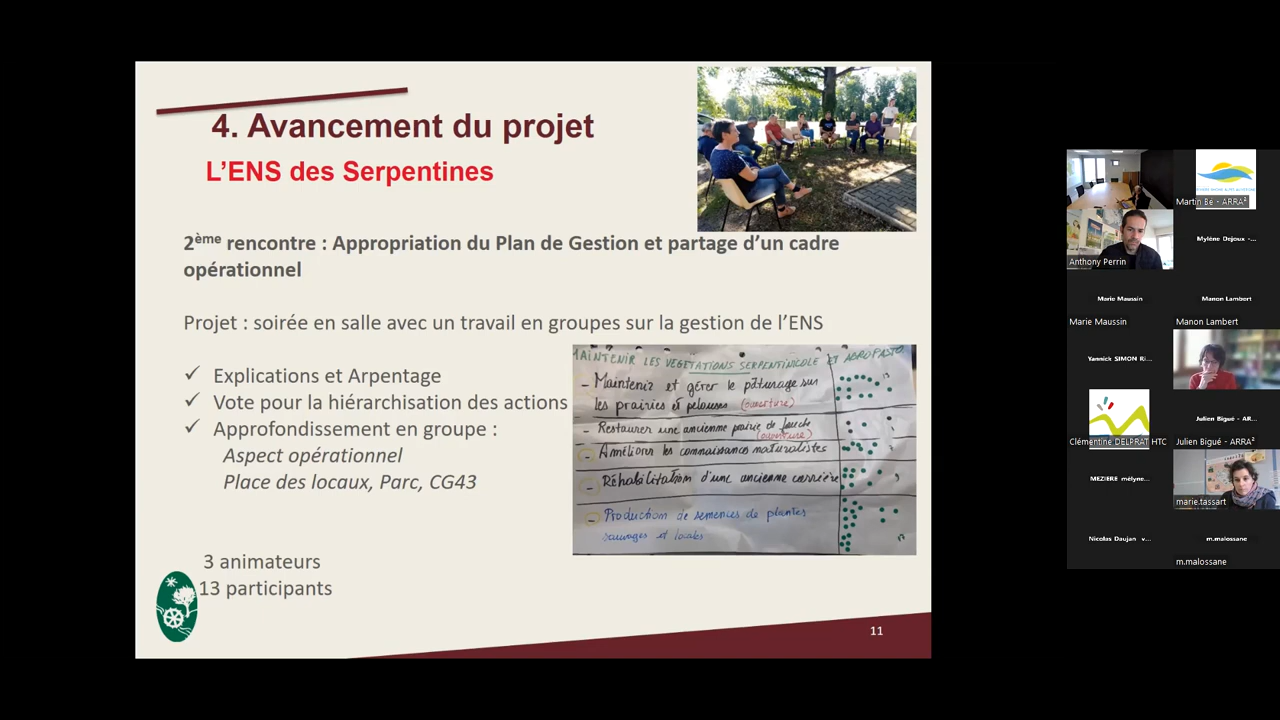 4. Avancement du projet
L'ENS des Serpentines
2ème rencontre : Appropriation du Plan de Gestion et partage d'un cadre
opérationnel
Projet : soirée en salle avec un travail en groupes sur la gestion de l'ENS
✓ Explications et Arpentage
✓ Vote pour la hiérarchisation des actions
✓ Approfondissement en groupe :
Aspect opérationnel
Place des locaux, Parc, CG43
3 animateurs
13 participants
MAINTENIR LES VEGETATIONS SERPENTINICOLE ET AGROPASTO
- Maintenir et gérer le pâturage sur
les prairies et pelouses (ouverture)
- Restaurer une ancienne prairie de fauche
(ouverture)
- Améliorer les connaissances naturalistes
- Réhabilitation d'une ancienne carrière
- Production de semences de plantes
sauvages et locales
11
Martin Bé - ARRA²
Anthony Perrin
Mylène Dejoux -...
Marie Maussin
Manon Lambert
Marie Maussin
Manon Lambert
Yannick SIMON Ri...
Julien Bigué - AR...
Clémentine DELPRAT HTC
Julien Bigué - ARRA²
MEZIERE mélyne...
marie.tassart
Nicolas Daujan v...
m.malossane
m.malossane